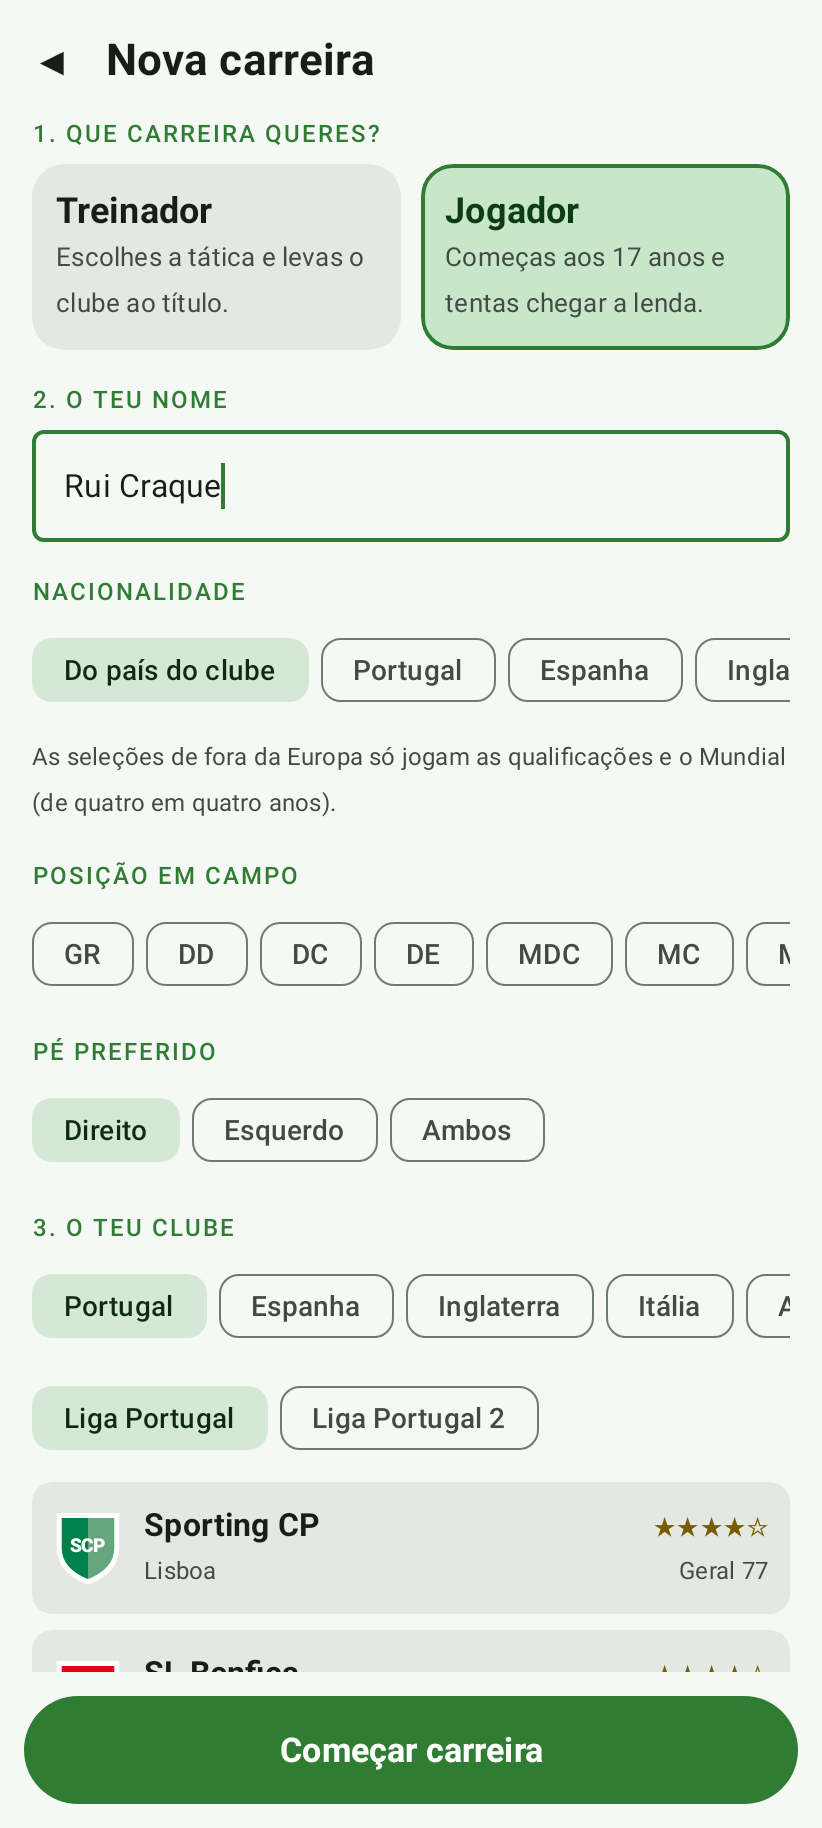 ◀ Nova carreira
1. QUE CARREIRA QUERES?
Treinador
Escolhes a tática e levas o
clube ao título.
Jogador
Começas aos 17 anos e
tentas chegar a lenda.
2. O TEU NOME
Rui Craque
NACIONALIDADE
Do país do clube Portugal Espanha Ingla
As seleções de fora da Europa só jogam as qualificações e o Mundial
(de quatro em quatro anos).
POSIÇÃO EM CAMPO
GR DD DC DE MDC MC
PÉ PREFERIDO
Direito Esquerdo Ambos
3. O TEU CLUBE
Portugal Espanha Inglaterra Itália
Liga Portugal Liga Portugal 2
SCP Sporting CP ★★★★☆
Lisboa Geral 77
SL Benfica
Começar carreira